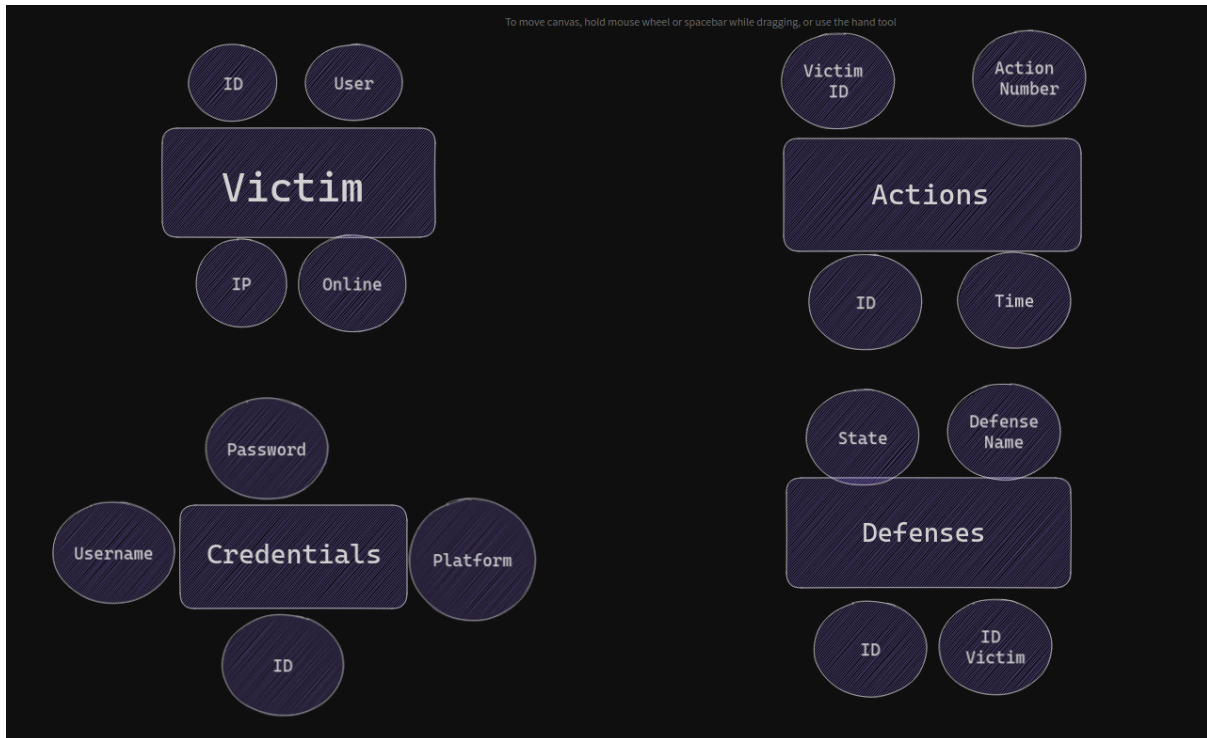 To move canvas, hold mouse wheel or spacebar while dragging, or use the hand tool
ID
User
Victim
IP
Online
Victim
ID
Action
Number
Actions
ID
Time
Password
Username
Credentials
Platform
ID
State
Defense
Name
Defenses
ID
ID
Victim